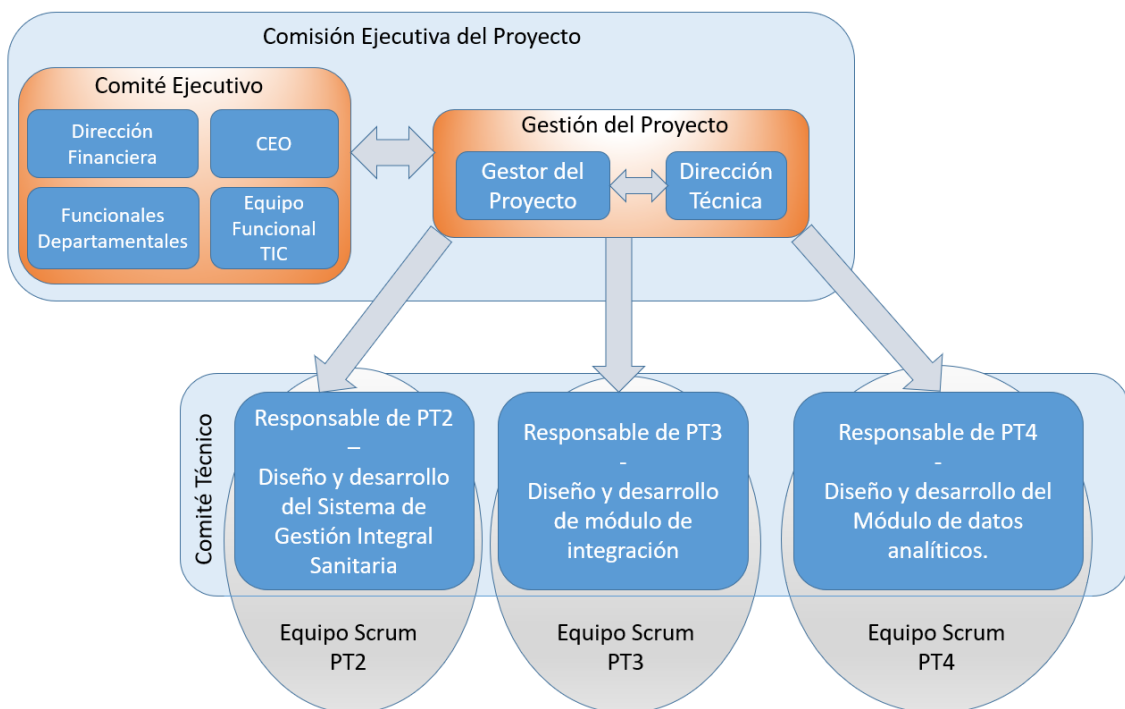 Comisión Ejecutiva del Proyecto
Comité Ejecutivo
Dirección
Financiera
CEO
Funcionales
Departamentales
Equipo
Funcional
TIC
Gestión del Proyecto
Gestor del
Proyecto
Dirección
Técnica
Comité Técnico
Responsable de PT2
–
Diseño y desarrollo
del Sistema de
Gestión Integral
Sanitaria
Responsable de PT3
-
Diseño y desarrollo
de módulo de
integración
Responsable de PT4
-
Diseño y desarrollo del
Módulo de datos
analíticos.
Equipo Scrum
PT2
Equipo Scrum
PT3
Equipo Scrum
PT4